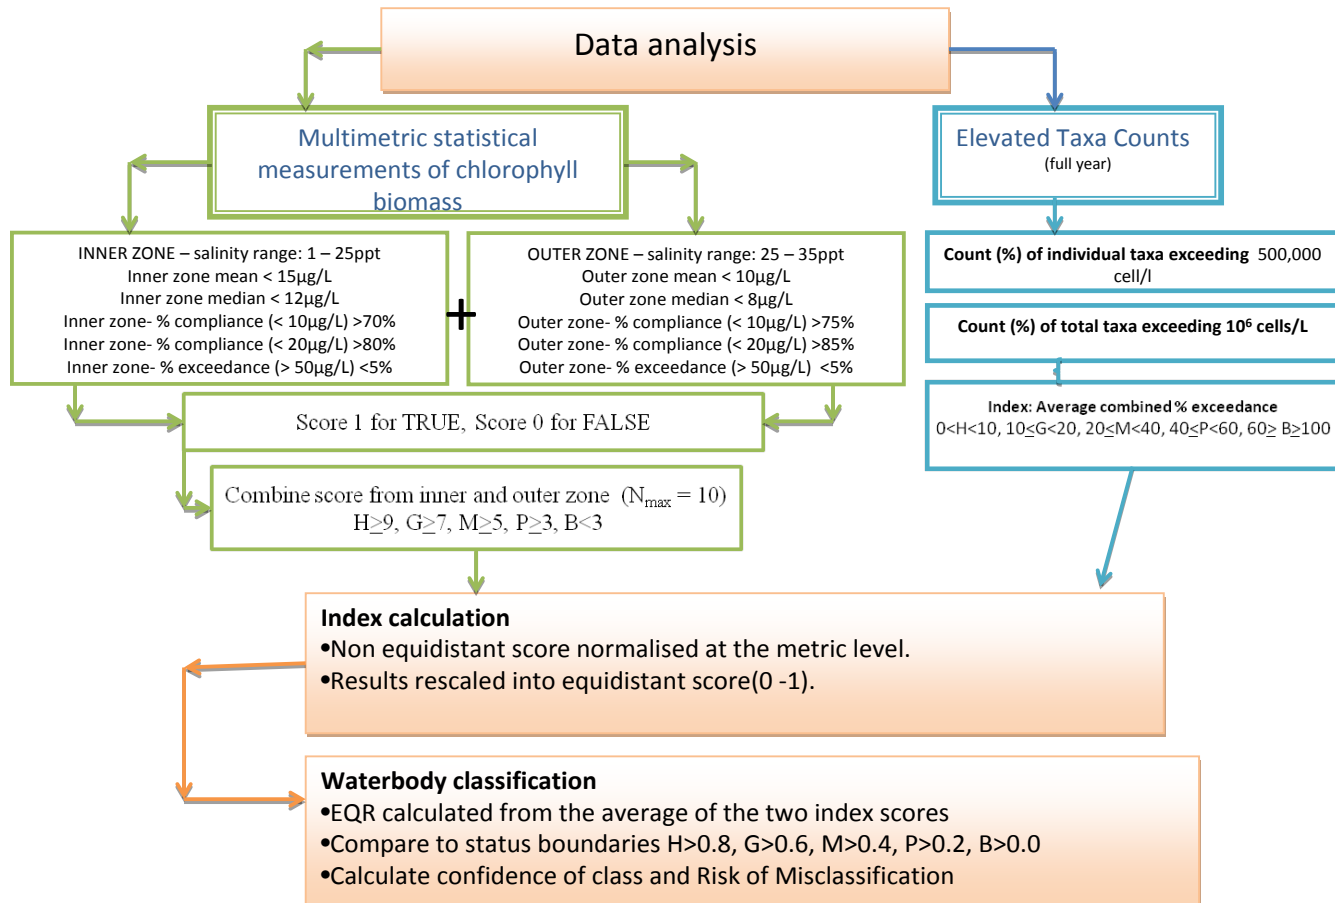 Data analysis
Multimetric statistical
measurements of chlorophyll
biomass
Elevated Taxa Counts
(full year)
INNER ZONE – salinity range: 1 – 25ppt
Inner zone mean < 15µg/L
Inner zone median < 12µg/L
Inner zone- % compliance (< 10µg/L) >70%
Inner zone- % compliance (< 20µg/L) >80%
Inner zone- % exceedance (> 50µg/L) <5%
+
OUTER ZONE – salinity range: 25 – 35ppt
Outer zone mean < 10µg/L
Outer zone median < 8µg/L
Outer zone- % compliance (< 10µg/L) >75%
Outer zone- % compliance (< 20µg/L) >85%
Outer zone- % exceedance (> 50µg/L) <5%
Count (%) of individual taxa exceeding 500,000
cell/l
Count (%) of total taxa exceeding 10⁶ cells/L
Index: Average combined % exceedance
0<H<10, 10≤G<20, 20≤M<40, 40≤P<60, 60≥ B≥100
Score 1 for TRUE, Score 0 for FALSE
Combine score from inner and outer zone (Nmax = 10)
H≥9, G≥7, M≥5, P≥3, B<3
Index calculation
•Non equidistant score normalised at the metric level.
•Results rescaled into equidistant score(0 -1).
Waterbody classification
•EQR calculated from the average of the two index scores
•Compare to status boundaries H>0.8, G>0.6, M>0.4, P>0.2, B>0.0
•Calculate confidence of class and Risk of Misclassification